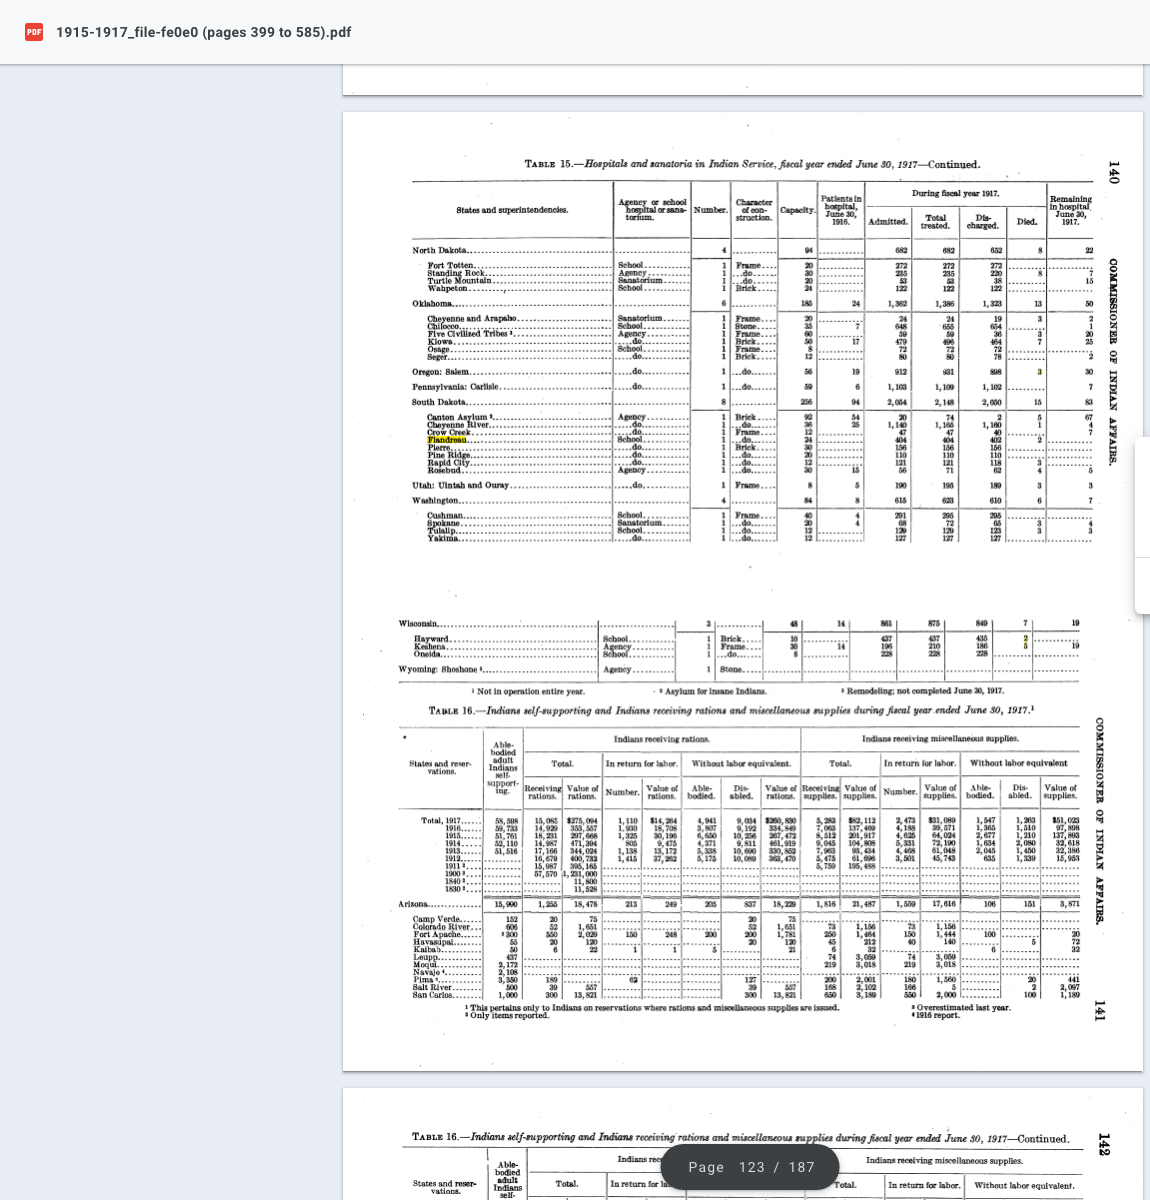 PDF 1915-1917_file-fe0e0 (pages 399 to 585).pdf
TABLE 15.—Hospitals and sanatoria in Indian Service, fiscal year ended June 30, 1917—Continued.
140
States and superintendencies. Agency or school hospital or sanatorium. Number. Character of construction. Capacity. Patients in hospital, June 30, 1916. During fiscal year 1917. Admitted. Total treated. Discharged. Died. Remaining in hospital June 30, 1917.
North Dakota 4 94 682 682 652 8 22
Fort Totten School 1 Frame 20 272 272 272
Standing Rock Agency 1 do 30 235 235 220 8 7
Turtle Mountain Sanatorium 1 do 20 53 53 38 15
Wahpeton School 1 Brick 24 122 122 122
Oklahoma 6 185 24 1,362 1,386 1,323 13 50
Cheyenne and Arapaho Sanatorium 1 Frame 20 24 24 19 3 2
Chilocco School 1 Stone 35 7 648 655 654 1
Five Civilized Tribes Agency 1 Frame 60 59 59 36 3 20
Kiowa do 1 Brick 50 17 479 496 464 7 25
Osage School 1 Frame 8 72 72 72
Seger do 1 Brick 12 80 80 78 2
Oregon: Salem do 1 do 56 19 912 931 898 3 30
Pennsylvania: Carlisle do 1 do 59 6 1,103 1,109 1,102 7
South Dakota 8 256 94 2,054 2,148 2,050 15 83
Canton Asylum Agency 1 Brick 92 54 20 74 2 5 67
Cheyenne River do 1 do 36 25 1,140 1,165 1,160 1 4
Crow Creek do 1 Frame 12 47 47 40 7
Flandreau School 1 do 24 404 404 402 2
Pierre do 1 Brick 30 156 156 156
Pine Ridge do 1 do 20 110 110 110
Rapid City do 1 do 12 121 121 118 3
Rosebud Agency 1 do 30 15 56 71 62 4 5
Utah: Uintah and Ouray do 1 Frame 8 5 190 195 189 3 3
Washington 4 84 8 615 623 610 6 7
Cushman School 1 Frame 40 4 291 295 295
Spokane Sanatorium 1 do 20 4 68 72 65 3 4
Tulalip School 1 do 12 129 129 123 3 3
Yakima do 1 do 12 127 127 127
COMMISSIONER OF INDIAN AFFAIRS.
Wisconsin 3 48 14 861 875 849 7 19
Hayward School 1 Brick 10 437 437 435 2
Keshena Agency 1 Frame 30 14 196 210 186 5 19
Oneida School 1 do 8 228 228 228
Wyoming: Shoshone Agency 1 Stone
¹ Not in operation entire year. ² Asylum for insane Indians. ³ Remodeling; not completed June 30, 1917.
TABLE 16.—Indians self-supporting and Indians receiving rations and miscellaneous supplies during fiscal year ended June 30, 1917.¹
States and reservations. Able-bodied adult Indians self-supporting. Indians receiving rations. Indians receiving miscellaneous supplies.
Total. In return for labor. Without labor equivalent. Total. In return for labor. Without labor equivalent
Receiving rations. Value of rations. Number. Value of rations. Able-bodied. Disabled. Value of rations. Receiving supplies. Value of supplies. Number. Value of supplies. Able-bodied. Disabled. Value of supplies.
Total, 1917 58,598 15,085 $275,094 1,110 $14,264 4,941 9,034 $260,830 5,283 $82,112 2,473 $31,089 1,547 1,263 $51,023
1916 59,733 14,929 353,557 1,930 18,708 3,807 9,192 334,849 7,063 137,469 4,188 39,571 1,365 1,510 97,898
1915 51,761 18,231 297,668 1,325 30,196 6,650 10,256 267,472 8,512 201,917 4,625 64,024 2,677 1,210 137,893
1914 52,110 14,987 471,394 805 9,475 4,371 9,811 461,919 9,045 104,808 5,331 72,190 1,634 2,080 32,618
1913 51,516 17,166 344,024 1,138 13,172 5,338 10,690 330,852 7,963 93,434 4,468 61,048 2,045 1,450 32,386
1912 16,679 400,732 1,415 37,262 5,175 10,089 363,470 5,475 61,696 3,501 45,743 635 1,339 15,953
1911 ² 15,987 395,165 5,759 195,488
1900 ² 57,570 1,231,000
1840 ² 11,800
1830 ² 11,528
Arizona 15,900 1,255 18,478 213 249 205 837 18,229 1,816 21,487 1,559 17,616 106 151 3,871
Camp Verde 152 20 75 20 75
Colorado River 606 52 1,651 52 1,651 73 1,156 73 1,156
Fort Apache ³ 300 550 2,029 150 248 200 200 1,781 250 1,464 150 1,444 100 20
Havasupai 55 20 120 20 120 45 212 40 140 5 72
Kaibab 50 6 22 1 1 5 21 6 32 6 32
Leupp 437 74 3,059 74 3,059
Moqui 2,172 219 3,018 219 3,018
Navajo ⁴ 2,108
Pima ⁴ 3,350 189 62 127 200 2,001 180 1,560 20 441
Salt River 500 39 557 39 557 168 2,102 166 5 2 2,097
San Carlos 1,000 300 13,821 300 13,821 650 3,189 550 2,000 100 1,189
¹ This pertains only to Indians on reservations where rations and miscellaneous supplies are issued.
² Only items reported.
³ Overestimated last year.
⁴ 1916 report.
COMMISSIONER OF INDIAN AFFAIRS.
141
TABLE 16.—Indians self-supporting and Indians receiving rations and miscellaneous supplies during fiscal year ended June 30, 1917—Continued.
142
Able-bodied adult Indians self- Indians rec Indians receiving miscellaneous supplies.
States and reservations. Total. In return for la Total. In return for labor. Without labor equivalent.
Page 123 / 187